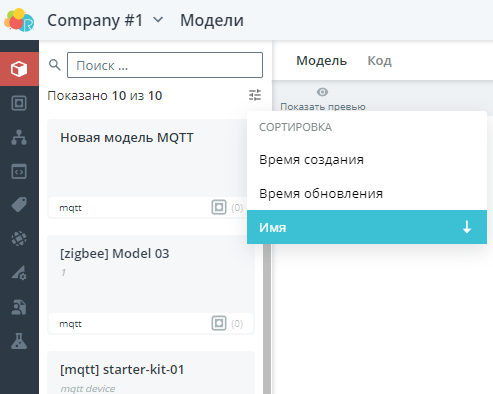 Company #1 Модели
Поиск ...
Показано 10 из 10
Модель Код
Показать превью
СОРТИРОВКА
Время создания
Время обновления
Имя
Новая модель MQTT
mqtt (0)
[zigbee] Model 03
1
mqtt (0)
[mqtt] starter-kit-01
mqtt device